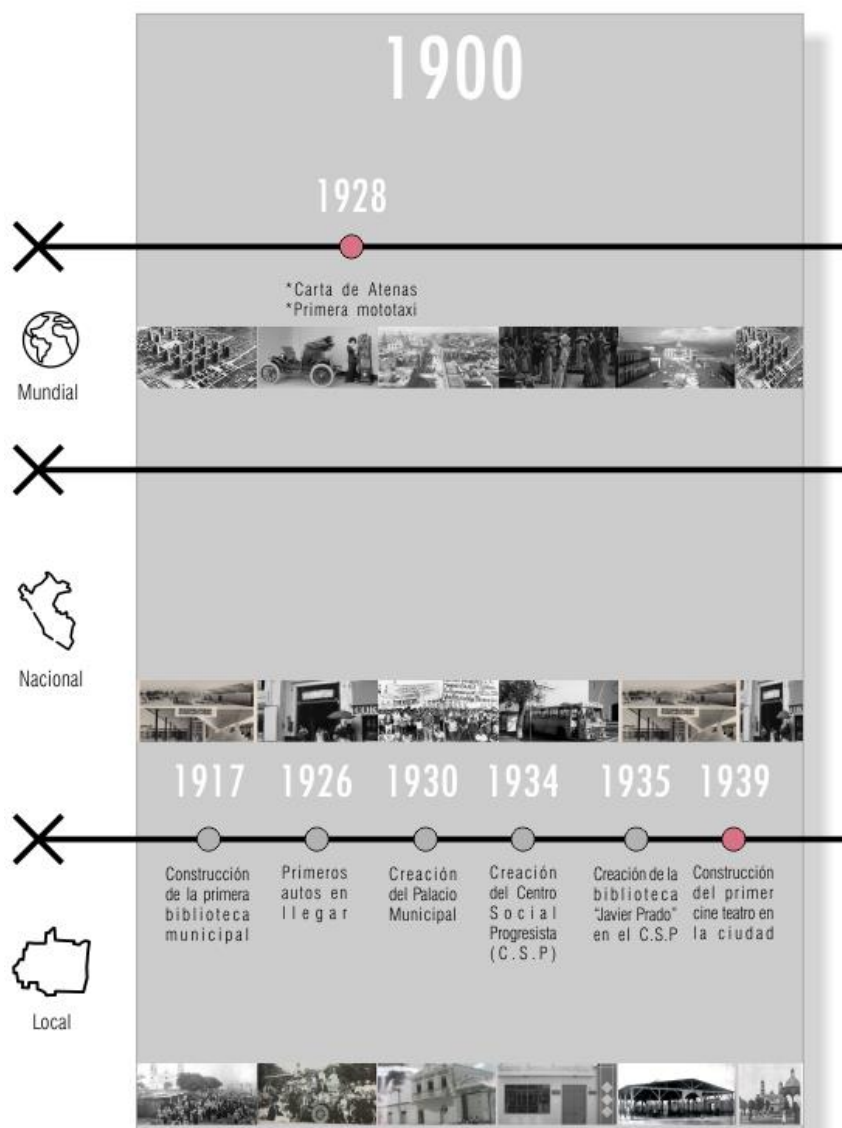 1900
1928
*Carta de Atenas
*Primera mototaxi
Mundial
Nacional
1917
Construcción
de la primera
biblioteca
municipal
1926
Primeros
autos en
llegar
1930
Creación
del Palacio
Municipal
1934
Creación
del Centro
Social
Progresista
(C.S.P)
1935
Creación de la
biblioteca
"Javier Prado"
en el C.S.P
1939
Construcción
del primer
cine teatro en
la ciudad
Local